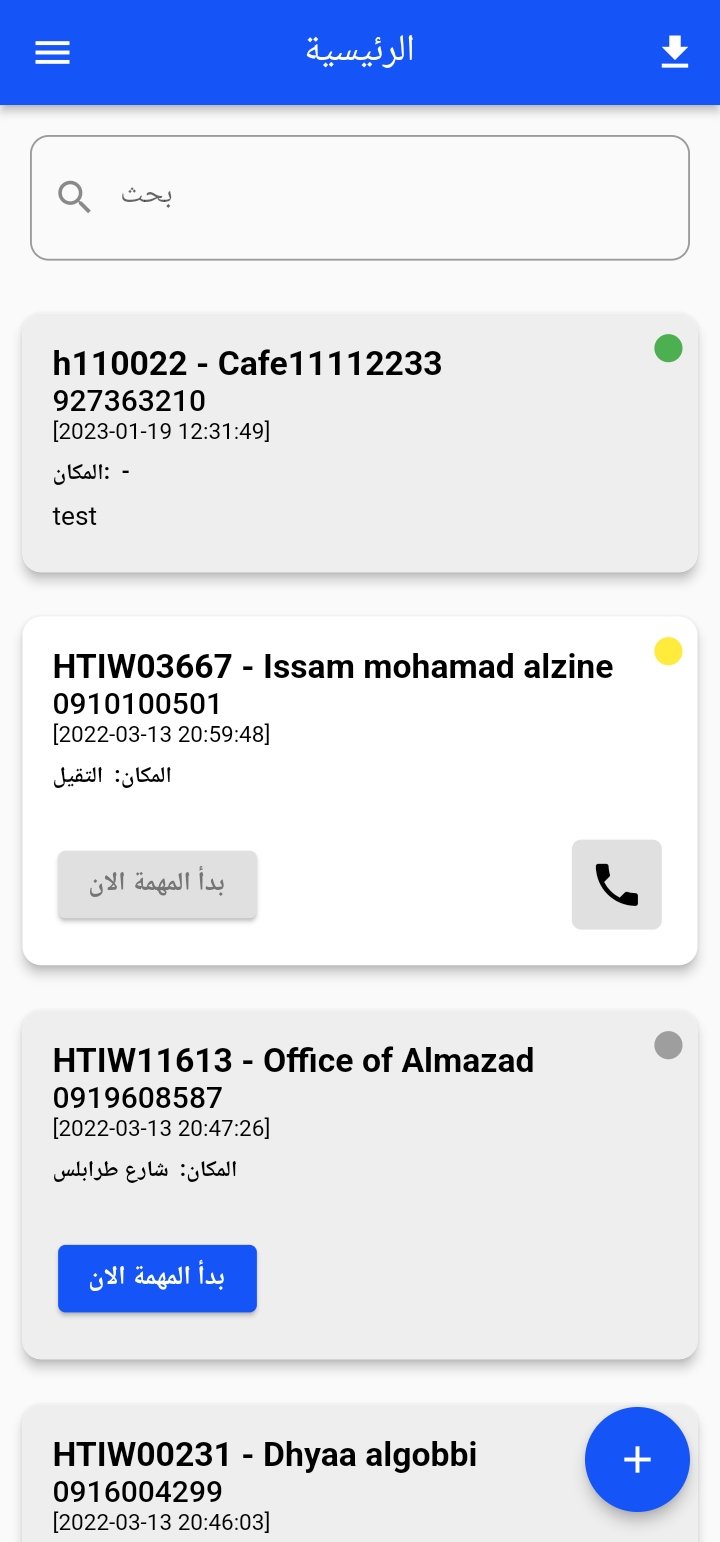 الرئيسية
بحث
h110022 - Cafe11112233
927363210
[2023-01-19 12:31:49]
المكان: -
test
HTIW03667 - Issam mohamad alzine
0910100501
[2022-03-13 20:59:48]
المكان: التقيل
بدأ المهمة الان
HTIW11613 - Office of Almazad
0919608587
[2022-03-13 20:47:26]
المكان: شارع طرابلس
بدأ المهمة الان
HTIW00231 - Dhyaa algobbi
0916004299
[2022-03-13 20:46:03]